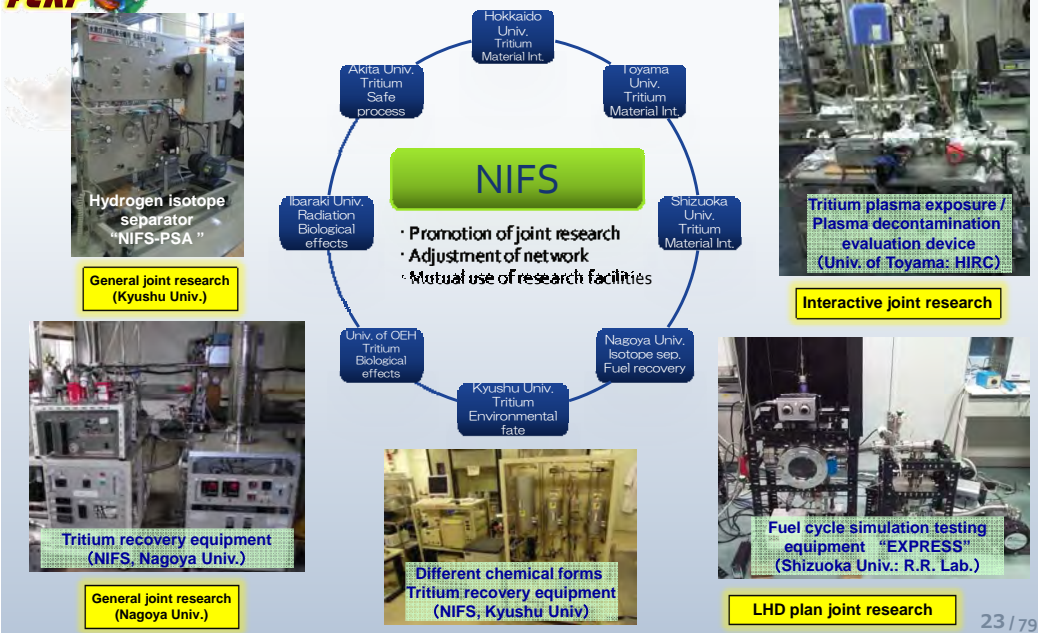 Hokkaido
Univ.
Tritium
Material Int.
Akita Univ.
Tritium
Safe
process
Toyama
Univ.
Tritium
Material Int.
NIFS
· Promotion of joint research
· Adjustment of network
· Mutual use of research facilities
Ibaraki Univ.
Radiation
Biological
effects
Shizuoka
Univ.
Tritium
Material Int.
Univ. of OEH
Tritium
Biological
effects
Nagoya Univ.
Isotope sep.
Fuel recovery
Kyushu Univ.
Tritium
Environmental
fate
Hydrogen isotope
separator
“NIFS-PSA ”
General joint research
(Kyushu Univ.)
Tritium plasma exposure /
Plasma decontamination
evaluation device
（Univ. of Toyama: HIRC）
Interactive joint research
Tritium recovery equipment
（NIFS, Nagoya Univ.）
General joint research
(Nagoya Univ.)
Different chemical forms
Tritium recovery equipment
（NIFS, Kyushu Univ）
Fuel cycle simulation testing
equipment “EXPRESS”
（Shizuoka Univ.: R.R. Lab.）
LHD plan joint research
23 / 79